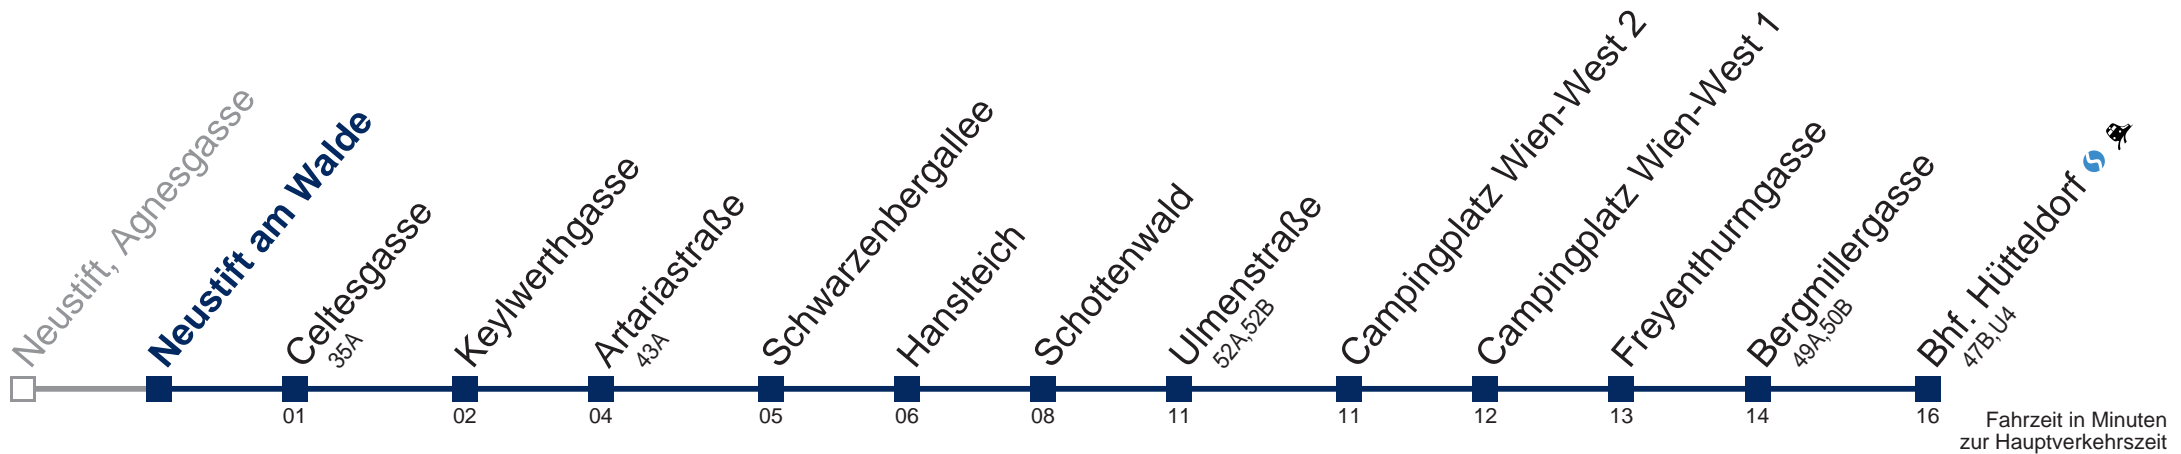 Neustift, Agnesgasse
Neustift am Walde
Celtesgasse
35A
Keylwerthgasse
Artariastraße
43A
Schwarzenbergallee
Hanslteich
Schottenwald
Ulmenstraße
52A,52B
Campingplatz Wien-West 2
Campingplatz Wien-West 1
Freyenthurmgasse
Bergmillergasse
49A,50B
Bhf. Hütteldorf
47B,U4
01 02 04 05 06 08 11 11 12 13 14 16
Fahrzeit in Minuten
zur Hauptverkehrszeit